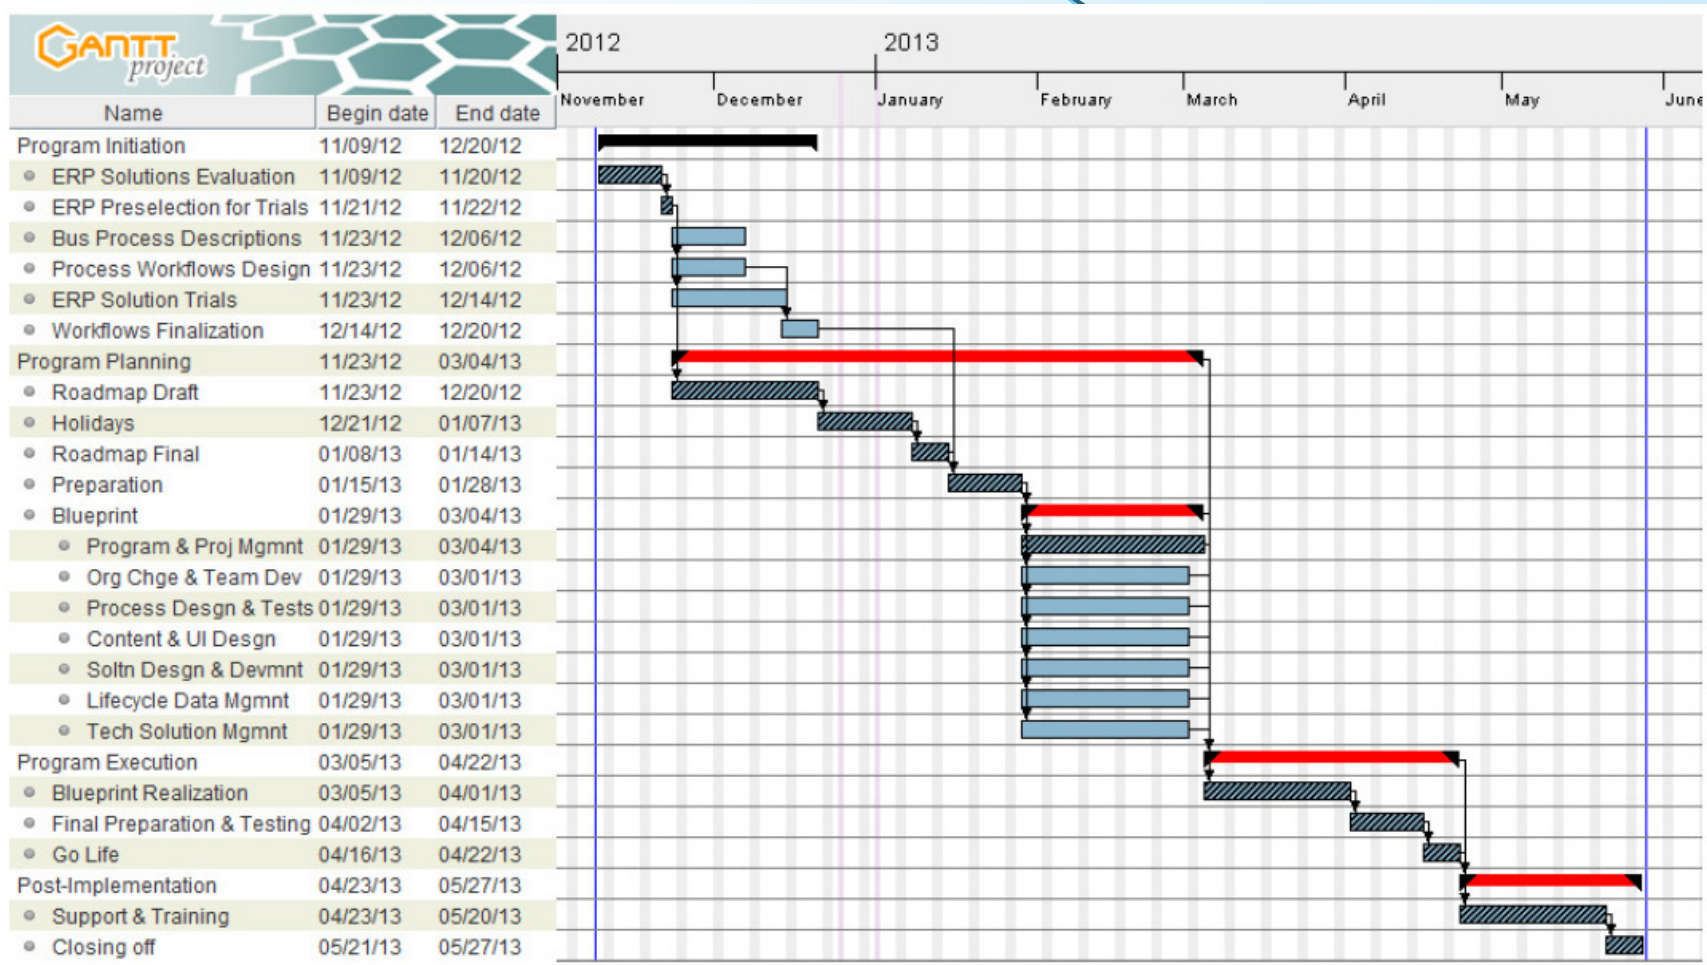 GANTT
project
2012 2013
November December January February March April May June
Name Begin date End date
Program Initiation 11/09/12 12/20/12
ERP Solutions Evaluation 11/09/12 11/20/12
ERP Preselection for Trials 11/21/12 11/22/12
Bus Process Descriptions 11/23/12 12/06/12
Process Workflows Design 11/23/12 12/06/12
ERP Solution Trials 11/23/12 12/14/12
Workflows Finalization 12/14/12 12/20/12
Program Planning 11/23/12 03/04/13
Roadmap Draft 11/23/12 12/20/12
Holidays 12/21/12 01/07/13
Roadmap Final 01/08/13 01/14/13
Preparation 01/15/13 01/28/13
Blueprint 01/29/13 03/04/13
Program & Proj Mgmnt 01/29/13 03/04/13
Org Chge & Team Dev 01/29/13 03/01/13
Process Desgn & Tests 01/29/13 03/01/13
Content & UI Desgn 01/29/13 03/01/13
Soltn Desgn & Devmnt 01/29/13 03/01/13
Lifecycle Data Mgmnt 01/29/13 03/01/13
Tech Solution Mgmnt 01/29/13 03/01/13
Program Execution 03/05/13 04/22/13
Blueprint Realization 03/05/13 04/01/13
Final Preparation & Testing 04/02/13 04/15/13
Go Life 04/16/13 04/22/13
Post-Implementation 04/23/13 05/27/13
Support & Training 04/23/13 05/20/13
Closing off 05/21/13 05/27/13